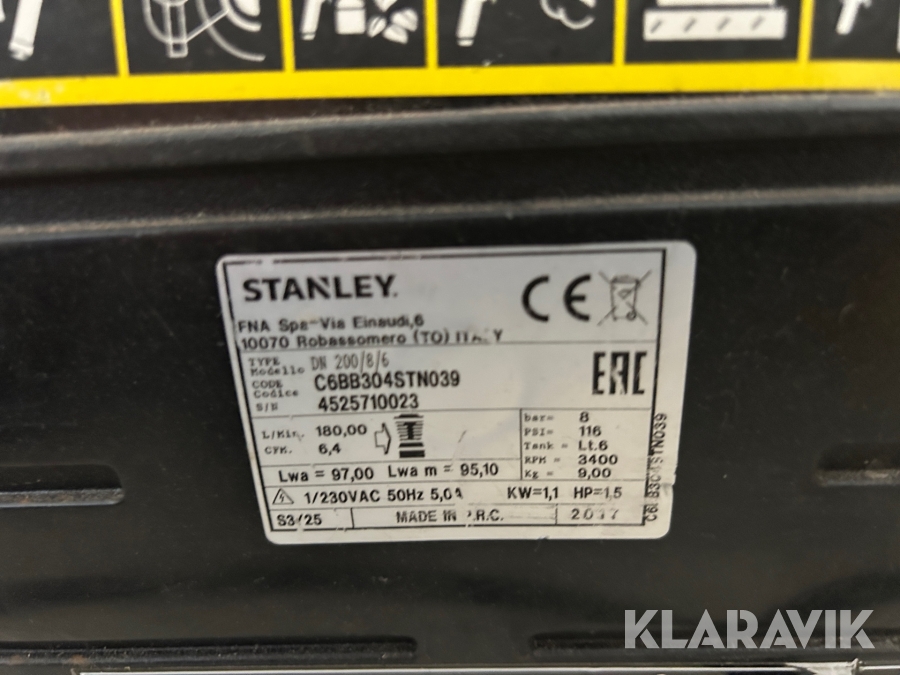 STANLEY.
FNA Spa-Via Einaudi,6
10070 Robassomero (TO) ITALY
TYPE
Modello DN 200/8/6
CODE
Codice C6BB304STN039
S/N 4525710023
L/Min. 180,00
CFM. 6,4
bar= 8
PSI= 116
Tank = Lt.6
RPM = 3400
Kg = 9,00
Lwa = 97,00 Lwa m = 95,10
1/230VAC 50Hz 5,0A KW=1,1 HP=1,5
S3/25 MADE IN P.R.C. 2017
CE
EAC
C6BB304STN039
KLARAVIK